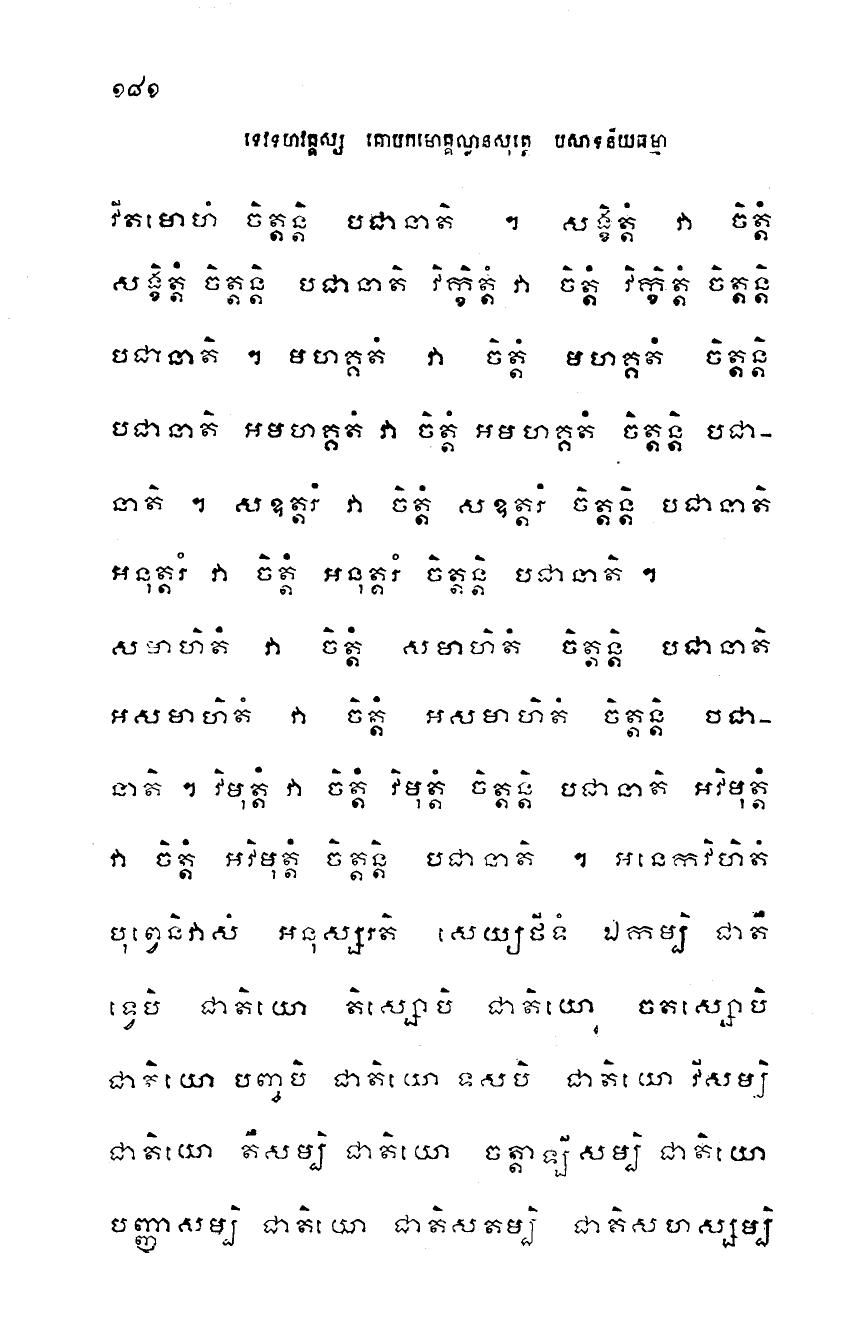 ១៨១
ទេវទហវគ្គស្ស គោបកមោគ្គល្លានសុត្តេ បសាទនីយធម្មា
វីតមោហំ ចិត្តន្តិ បជានាតិ ។ សង្ខិត្តំ វា ចិត្តំ
សង្ខិត្តំ ចិត្តន្តិ បជានាតិ វិក្ខិត្តំ វា ចិត្តំ វិក្ខិត្តំ ចិត្តន្តិ
បជានាតិ ។ មហគ្គតំ វា ចិត្តំ មហគ្គតំ ចិត្តន្តិ
បជានាតិ អមហគ្គតំ វា ចិត្តំ អមហគ្គតំ ចិត្តន្តិ បជា-
នាតិ ។ សឧត្តរំ វា ចិត្តំ សឧត្តរំ ចិត្តន្តិ បជានាតិ
អនុត្តរំ វា ចិត្តំ អនុត្តរំ ចិត្តន្តិ បជានាតិ ។
សមាហិតំ វា ចិត្តំ សមាហិតំ ចិត្តន្តិ បជានាតិ
អសមាហិតំ វា ចិត្តំ អសមាហិតំ ចិត្តន្តិ បជា-
នាតិ ។ វិមុត្តំ វា ចិត្តំ វិមុត្តំ ចិត្តន្តិ បជានាតិ អវិមុត្តំ
វា ចិត្តំ អវិមុត្តំ ចិត្តន្តិ បជានាតិ ។ អនេកវិហិតំ
បុព្វេនិវាសំ អនុស្សរតិ សេយ្យថីទំ ឯកម្បិ ជាតឹ
ទ្វេបិ ជាតិយោ តិស្សោបិ ជាតិយោ ចតស្សោបិ
ជាតិយោ បញ្ចបិ ជាតិយោ ទសបិ ជាតិយោ វីសម្បិ
ជាតិយោ តឹសម្បិ ជាតិយោ ចត្តាឡីសម្បិ ជាតិយោ
បញ្ញាសម្បិ ជាតិយោ ជាតិសតម្បិ ជាតិសហស្សម្បិ